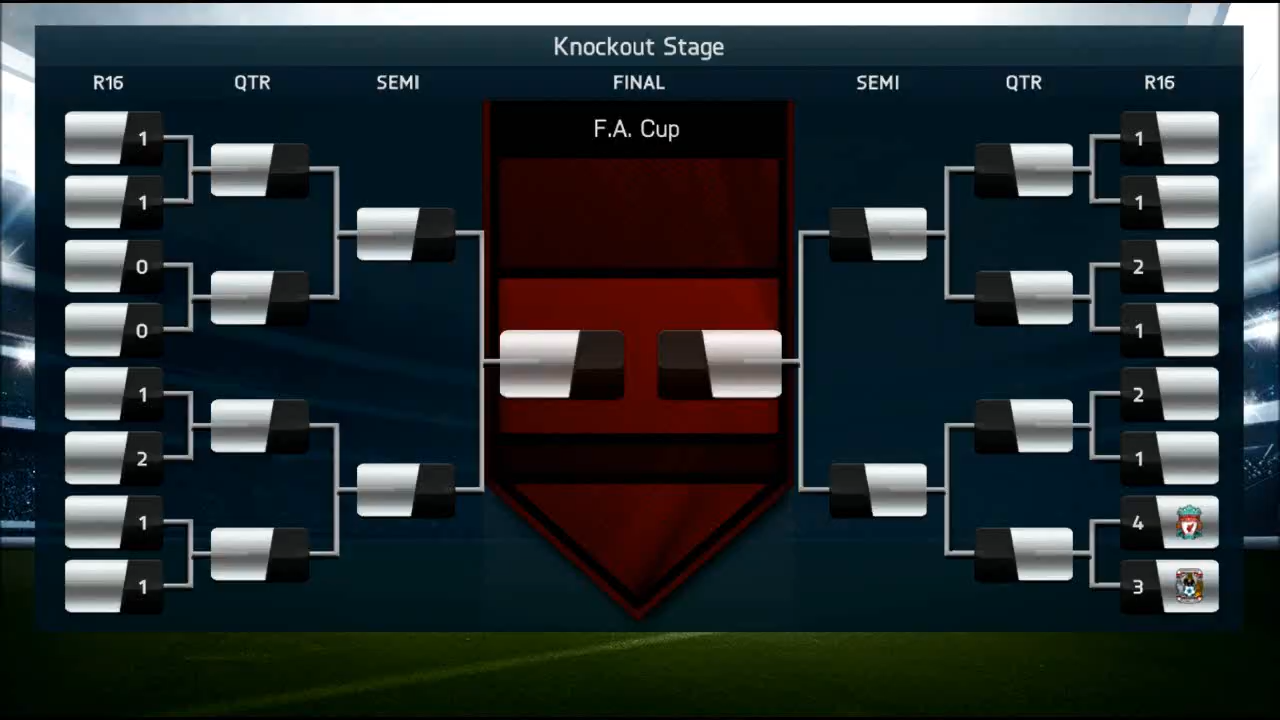 Knockout Stage
R16 QTR SEMI FINAL SEMI QTR R16
F.A. Cup
1 1
1 1
0 2
0 1
1 2
2 1
1 4
1 3